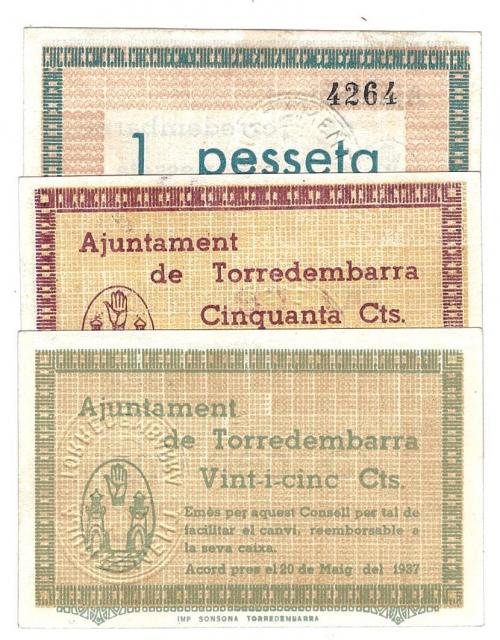 4264
1 pesseta
Ajuntament
de Torredembarra
Cinquanta Cts.
Ajuntament
de Torredembarra
Vint-i-cinc Cts.
Emès per aquest Consell per tal de
facilitar el canvi, reemborsable a
la seva caixa.
Acord pres el 20 de Maig del 1937
IMP SONSONA TORREDEMBARRA